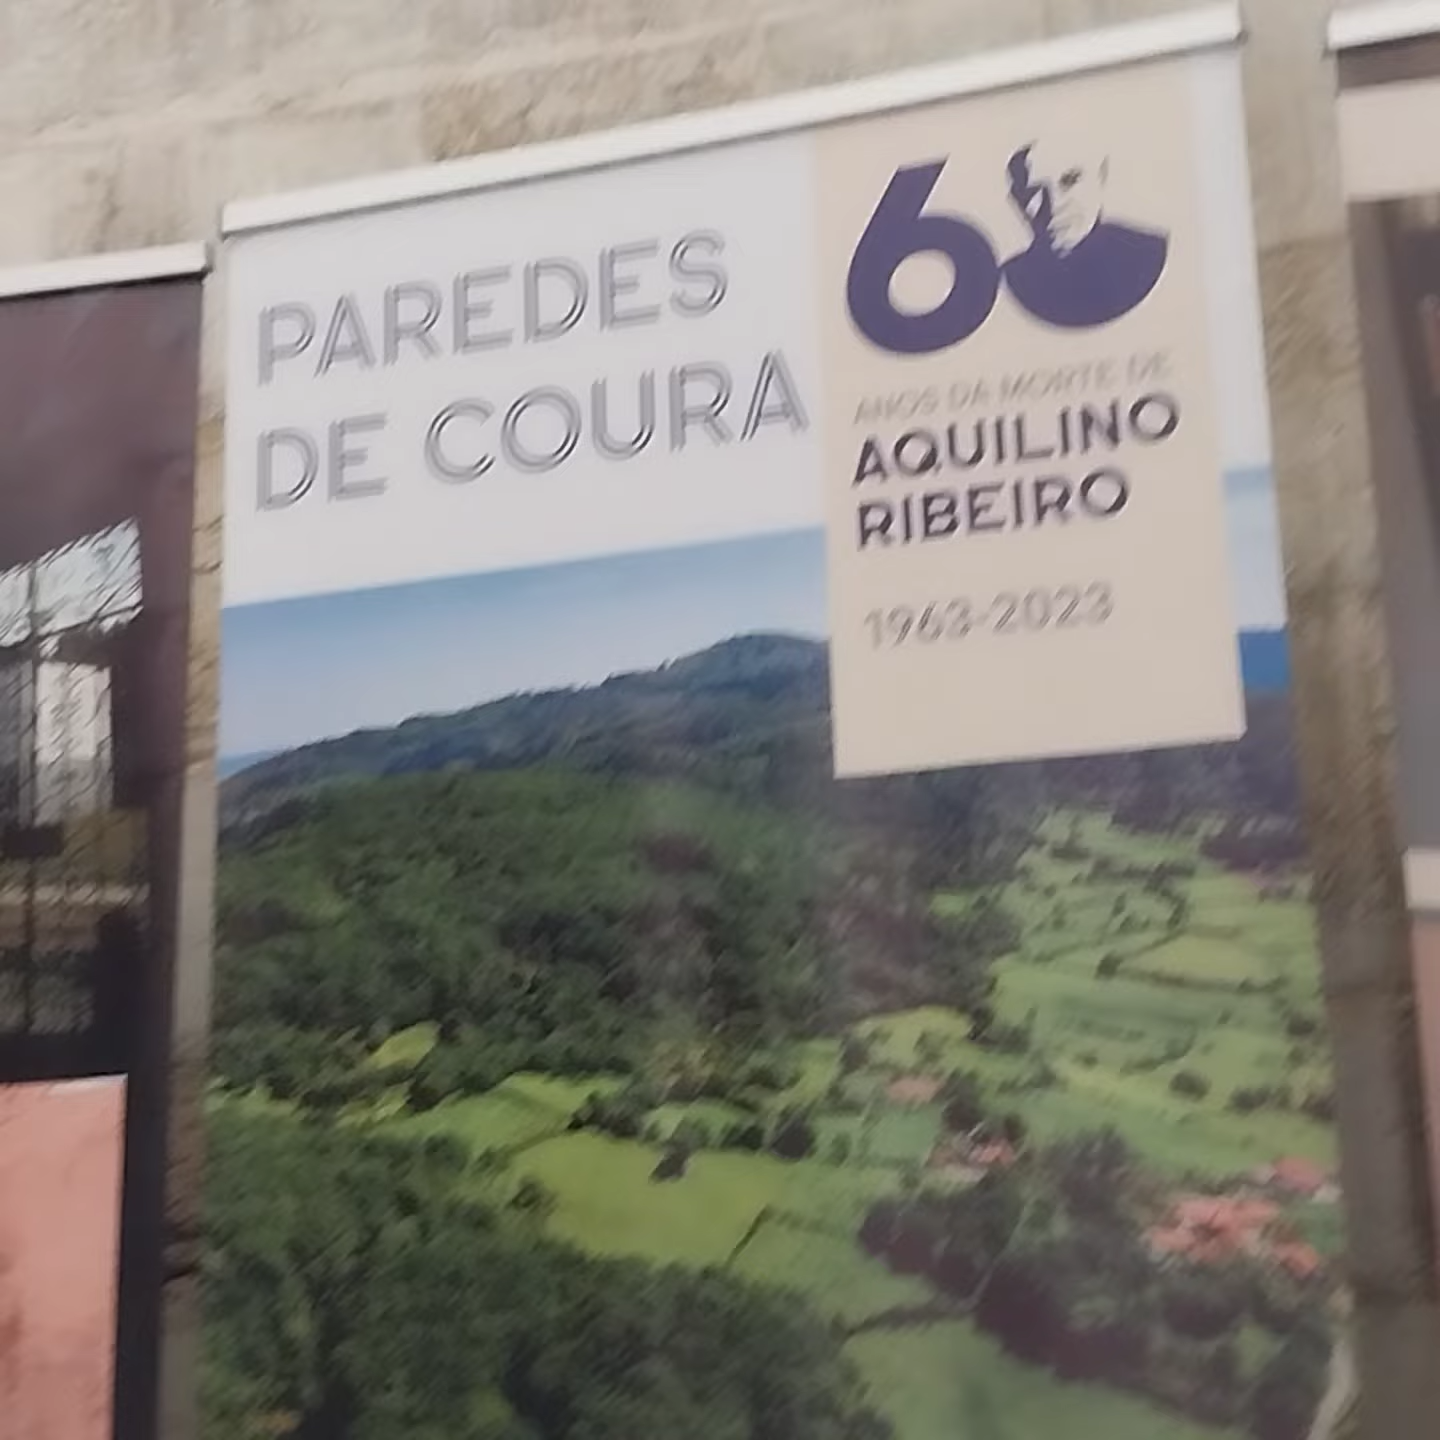 PAREDES
DE COURA
60
ANOS DA MORTE DE
AQUILINO
RIBEIRO
1963-2023